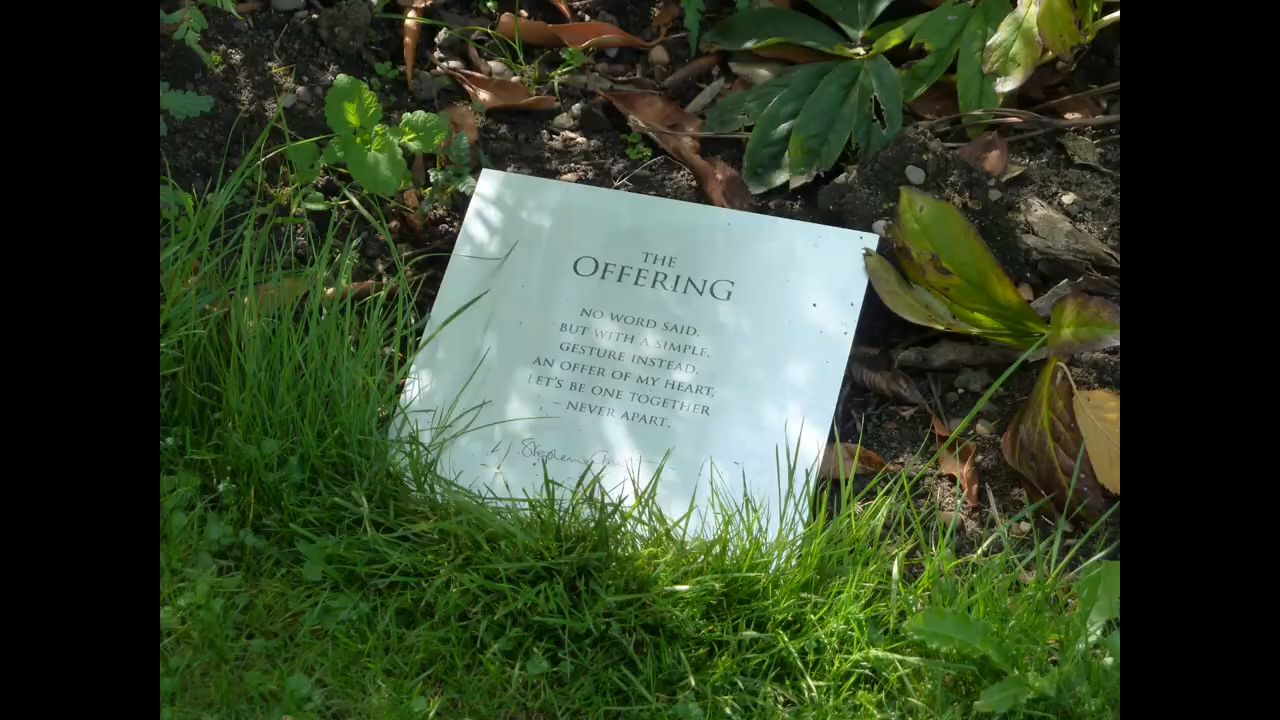 THE
OFFERING
NO WORD SAID.
BUT WITH A SIMPLE,
GESTURE INSTEAD.
AN OFFER OF MY HEART,
LET'S BE ONE TOGETHER
– NEVER APART.
Stephen